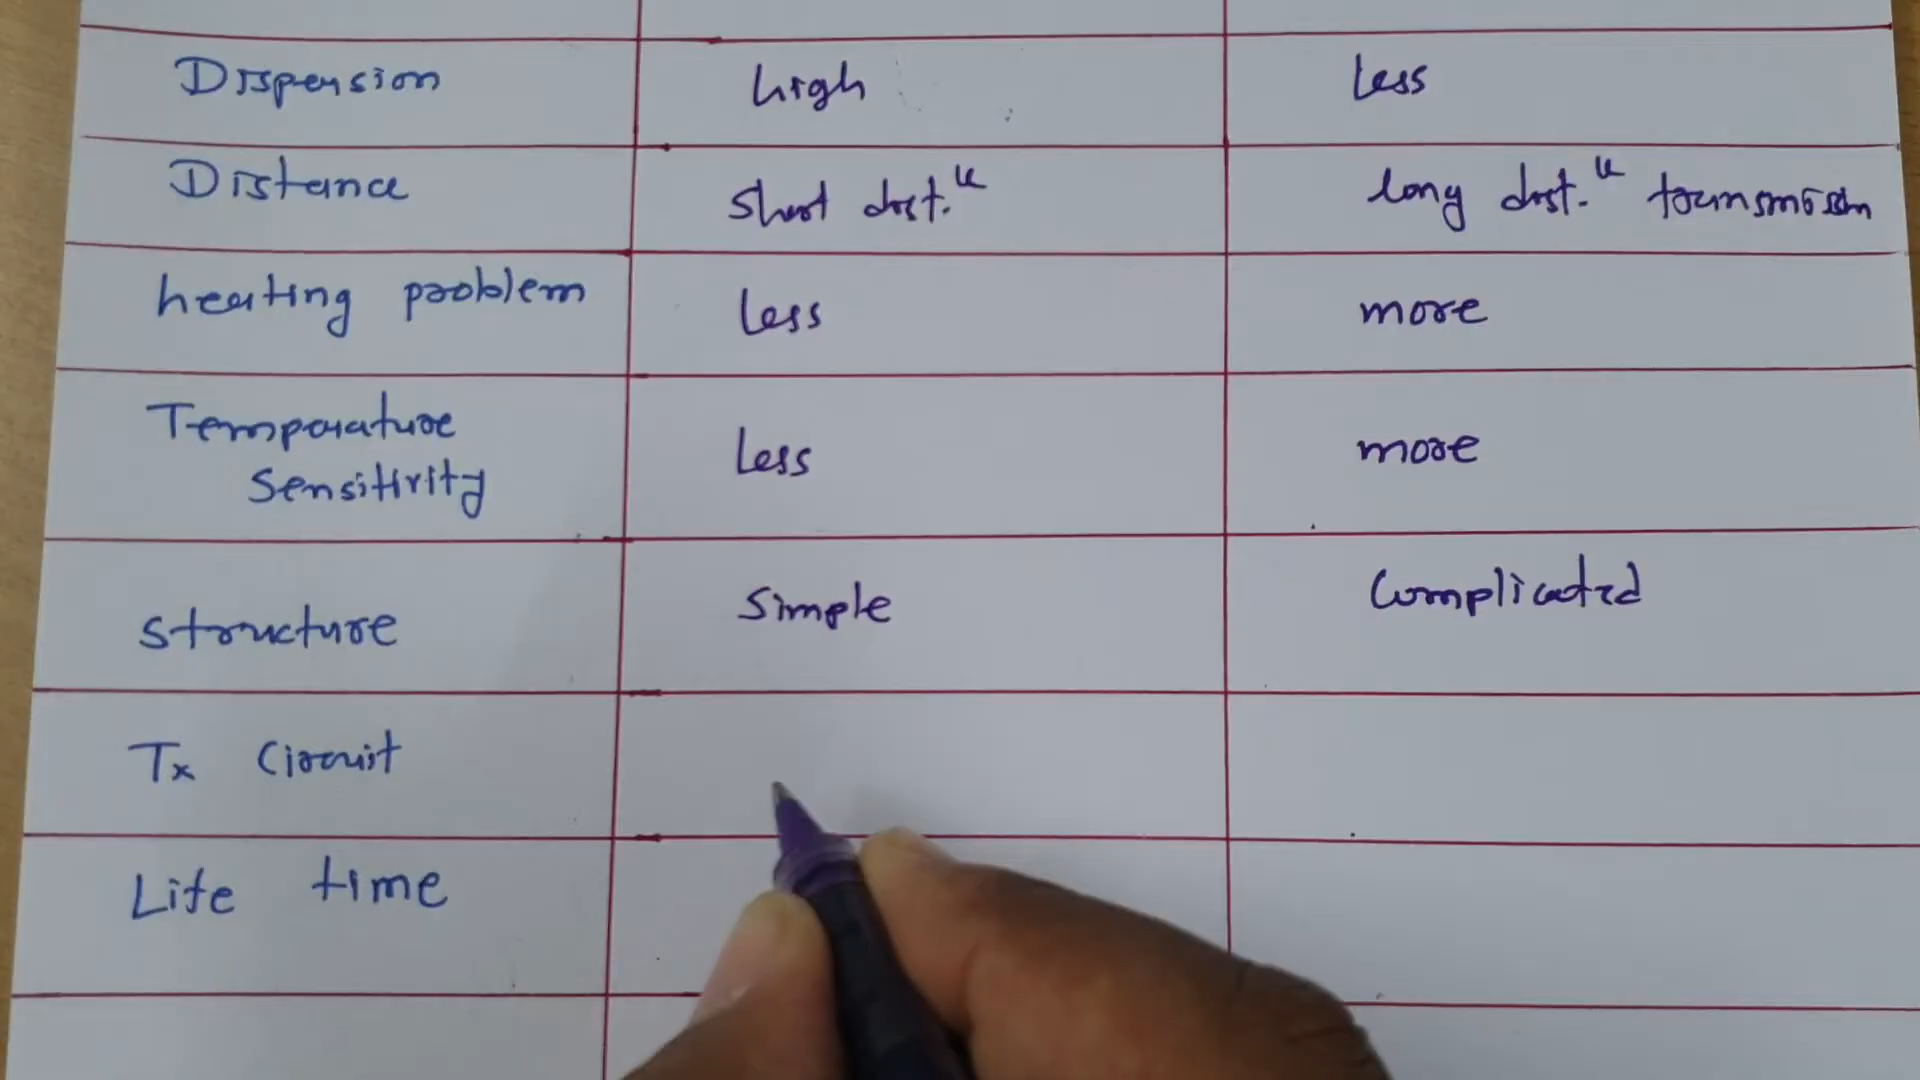 Dispersion high Less
Distance Short dist. long dist. transmission
heating problem Less more
Temperature Less more
Sensitivity
Structure Simple Complicated
Tx Circuit
Life time